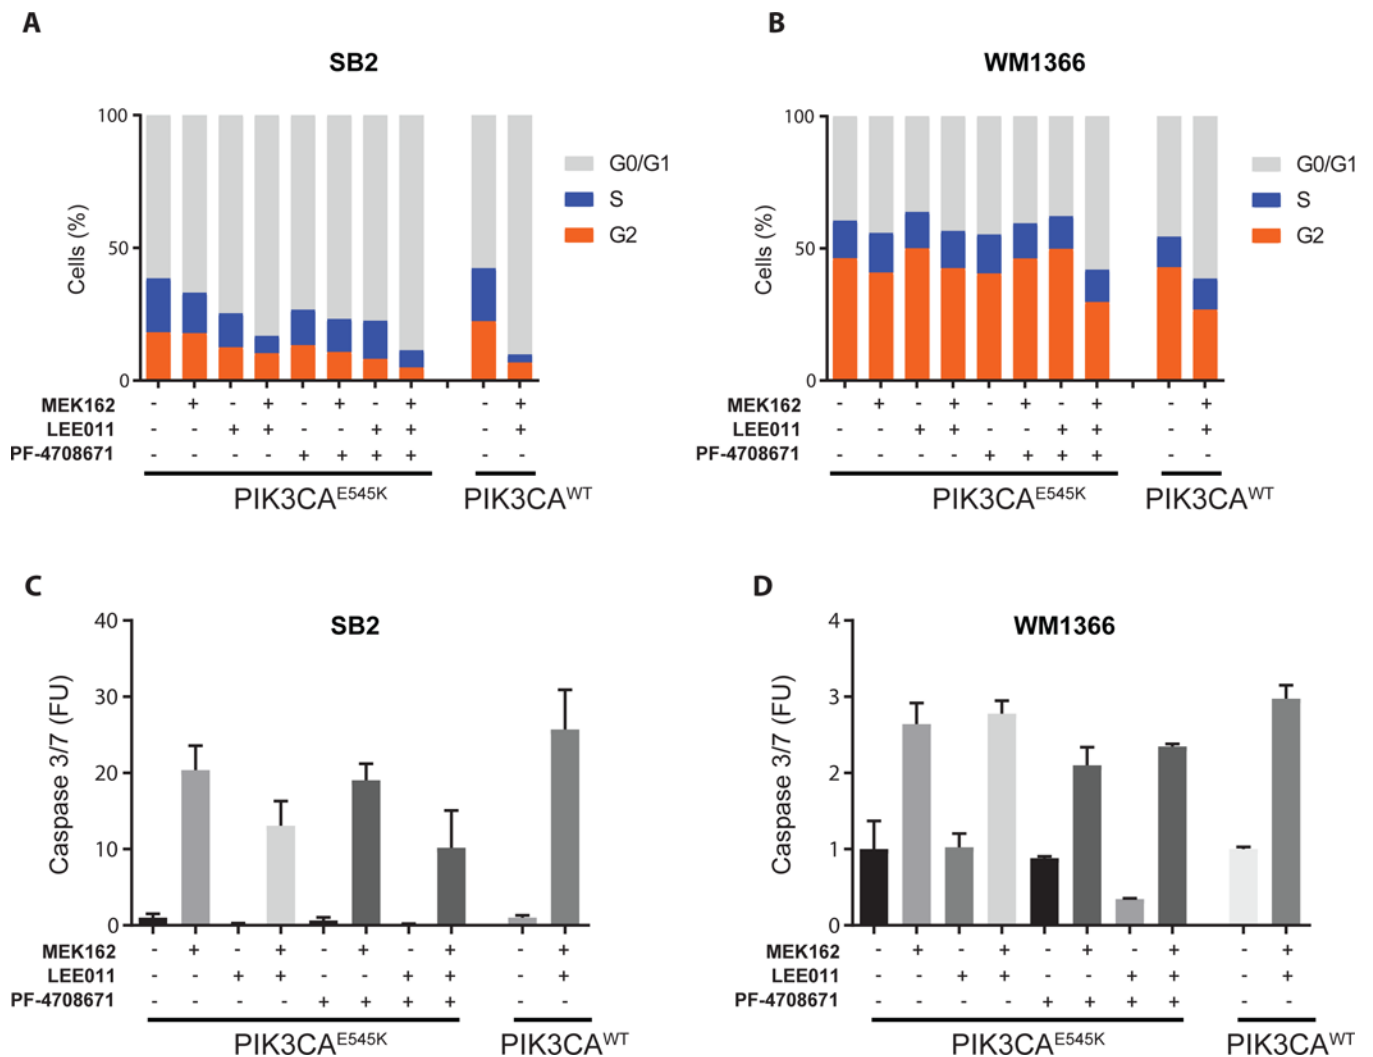 A
SB2
100
50
0
Cells (%)
G0/G1
S
G2
MEK162 - + - + - + - + - +
LEE011 - - + + - - + + - +
PF-4708671 - - - - + + + + - -
PIK3CA^E545K PIK3CA^WT
B
WM1366
100
50
0
Cells (%)
G0/G1
S
G2
MEK162 - + - + - + - + - +
LEE011 - - + + - - + + - +
PF-4708671 - - - - + + + + - -
PIK3CA^E545K PIK3CA^WT
C
SB2
40
30
20
10
0
Caspase 3/7 (FU)
MEK162 - + - + - + - + - +
LEE011 - - + + - - + + - +
PF-4708671 - - - - + + + + - -
PIK3CA^E545K PIK3CA^WT
D
WM1366
4
3
2
1
0
Caspase 3/7 (FU)
MEK162 - + - + - + - + - +
LEE011 - - + + - - + + - +
PF-4708671 - - - - + + + + - -
PIK3CA^E545K PIK3CA^WT